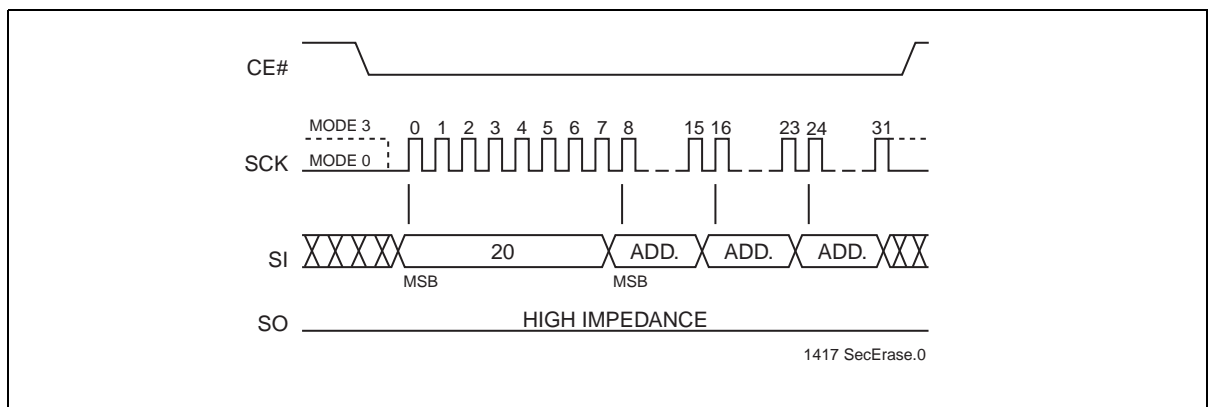 CE#
MODE 3
0 1 2 3 4 5 6 7 8 15 16 23 24 31
SCK
MODE 0
SI
20 ADD. ADD. ADD.
MSB MSB
SO
HIGH IMPEDANCE
1417 SecErase.0